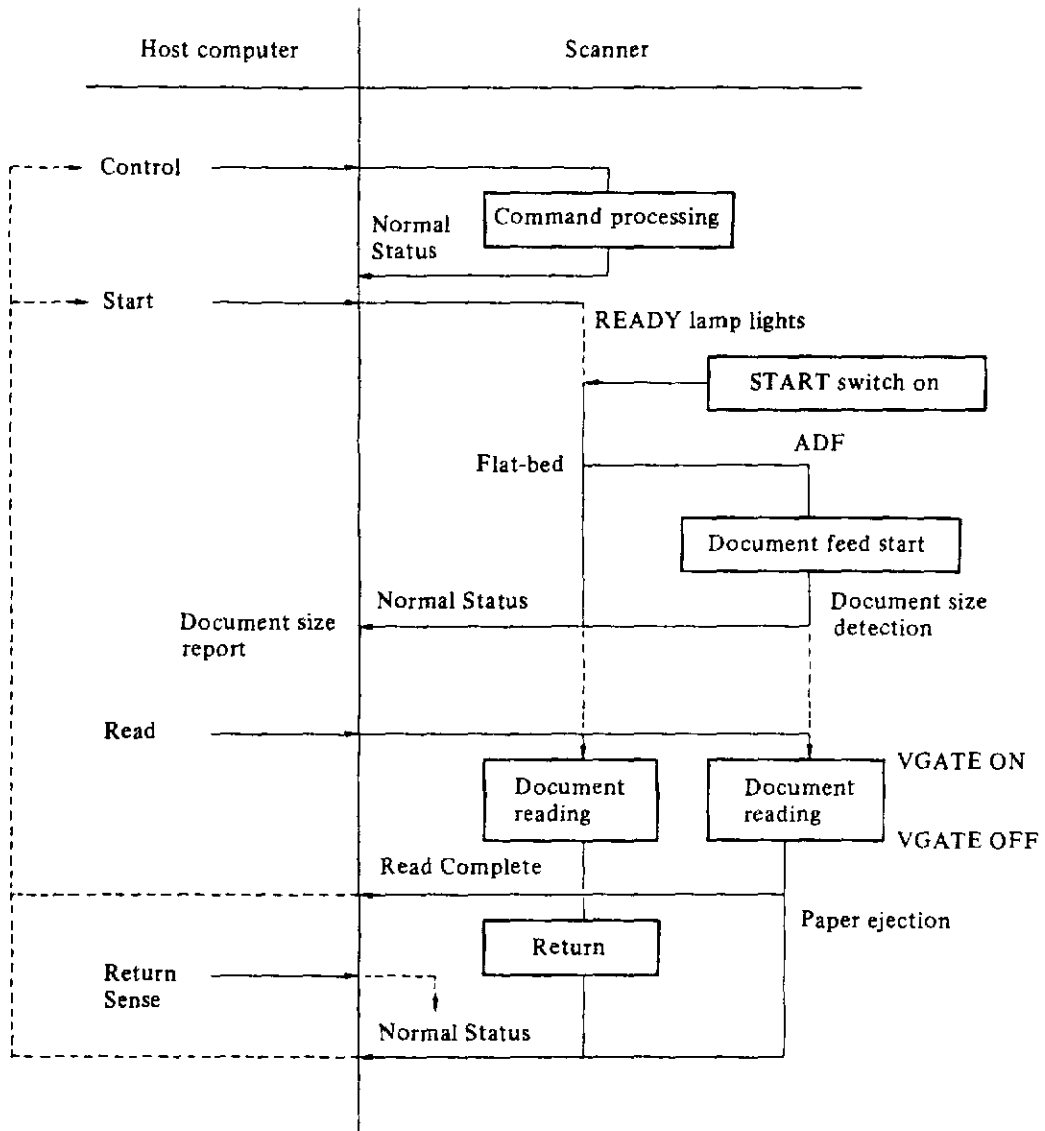 Host computer
Scanner
Control
Command processing
Normal
Status
Start
READY lamp lights
START switch on
ADF
Flat-bed
Document feed start
Normal Status
Document size
detection
Document size
report
Read
VGATE ON
Document
reading
Document
reading
VGATE OFF
Read Complete
Paper ejection
Return
Return
Sense
Normal Status